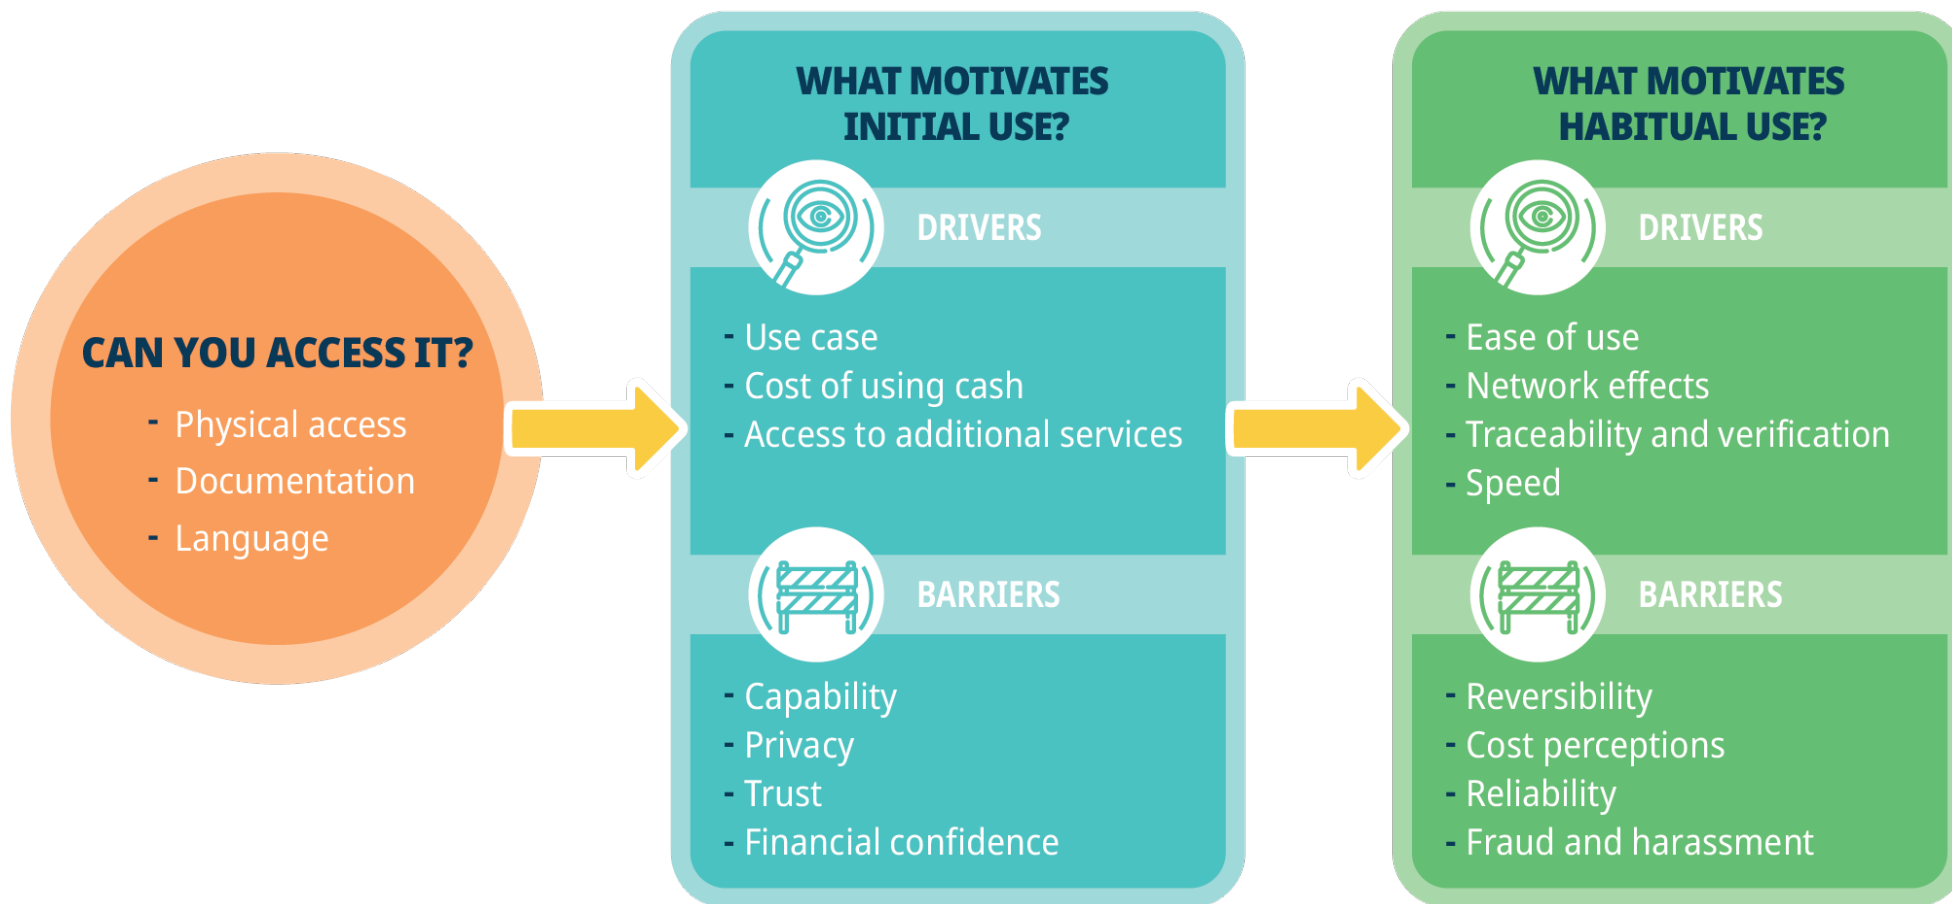 CAN YOU ACCESS IT?
- Physical access
- Documentation
- Language
WHAT MOTIVATES
INITIAL USE?
DRIVERS
- Use case
- Cost of using cash
- Access to additional services
BARRIERS
- Capability
- Privacy
- Trust
- Financial confidence
WHAT MOTIVATES
HABITUAL USE?
DRIVERS
- Ease of use
- Network effects
- Traceability and verification
- Speed
BARRIERS
- Reversibility
- Cost perceptions
- Reliability
- Fraud and harassment